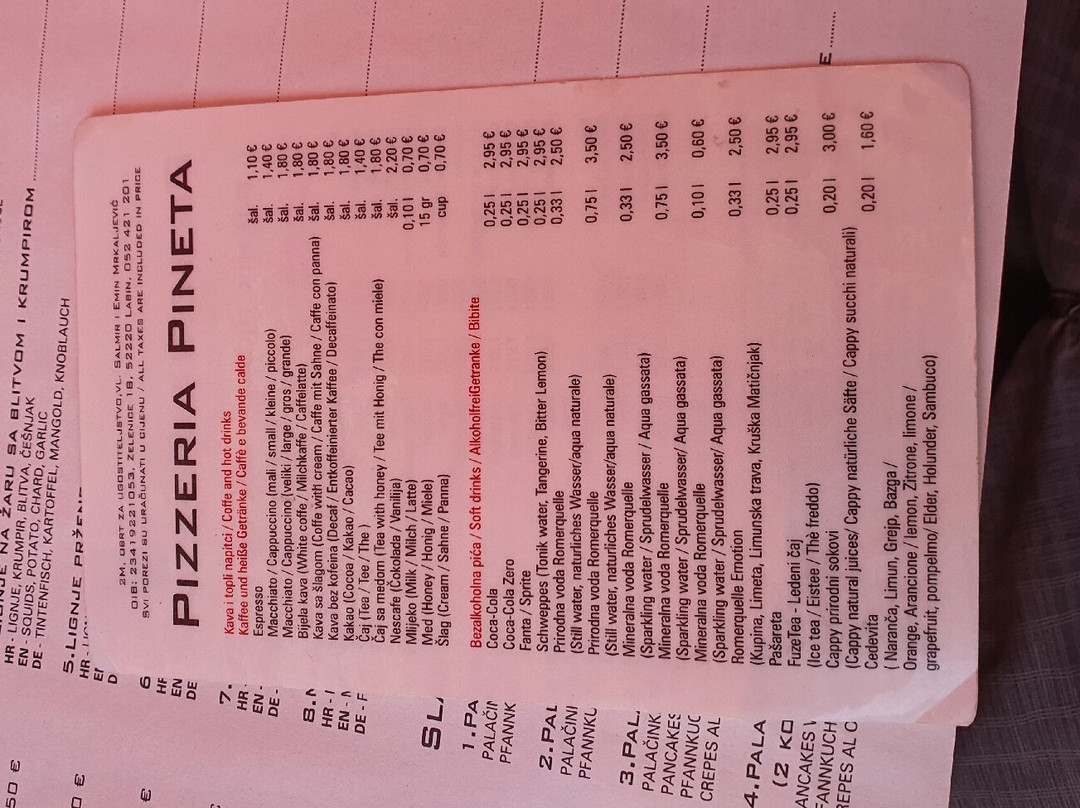 LIGNJE NA ŽARU SA BLITVOM I KRUMPIROM
HR - LIGNJE, KRUMPIR, BLITVA, ČEŠNJAK
EN - SQUIDS, POTATO, CHARD, GARLIC
DE - TINTENFISCH, KARTOFFEL, MANGOLD, KNOBLAUCH
5.LIGNJE PRŽENE
2M. OBRT ZA UGOSTITELJSTVO,VL. SALMIR I EMIN MRKALJEVIĆ
OIB: 23419221053, ZELENICE 18, 52220 LABIN, 052 421 201
SVI POREZI SU URAČUNATI U CIJENU / ALL TAXES ARE INCLUDED IN PRICE
PIZZERIA PINETA
Kava i topli napitci / Coffe and hot drinks
Kaffee und heiße Getränke / Caffè e bevande calde
Espresso šal. 1,10 €
Macchiato / Cappuccino (mali / small / kleine / piccolo) šal. 1,40 €
Macchiato / Cappuccino (veliki / large / gros / grande) šal. 1,80 €
Bijela kava (White coffe / Milchkaffe / Caffelatte) šal. 1,80 €
Kava sa šlagom (Coffe with cream / Caffe mit Sahne / Caffe con panna) šal. 1,80 €
Kava bez kofeina (Decaf / Entkoffeinierter Kaffee / Decaffeinato) šal. 1,80 €
Kakao (Cocoa / Kakao / Cacao) šal. 1,80 €
Čaj (Tea / Tee / The ) šal. 1,40 €
Čaj sa medom (Tea with honey / Tee mit Honig / The con miele) šal. 1,80 €
Nescafe (Čokolada / Vanilija) šal. 2,20 €
Mlijeko (Milk / Milch / Latte) 0,10 l 0,70 €
Med (Honey / Honig / Miele) 15 gr 0,70 €
Šlag (Cream / Sahne / Panna) cup 0,70 €
Bezalkoholna pića / Soft drinks / AlkoholfreiGetranke / Bibite
Coca-Cola 0,25 l 2,95 €
Coca-Cola Zero 0,25 l 2,95 €
Fanta / Sprite 0,25 l 2,95 €
Schweppes (Tonik water, Tangerine, Bitter Lemon) 0,25 l 2,95 €
Prirodna voda Romerquelle 0,33 l 2,50 €
(Still water, naturliches Wasser/aqua naturale)
Prirodna voda Romerquelle 0,75 l 3,50 €
(Still water, naturliches Wasser/aqua naturale)
Mineralna voda Romerquelle 0,33 l 2,50 €
(Sparkling water / Sprudelwasser / Aqua gassata)
Mineralna voda Romerquelle 0,75 l 3,50 €
(Sparkling water / Sprudelwasser/ Aqua gassata)
Mineralna voda Romerquelle 0,10 l 0,60 €
(Sparkling water / Sprudelwasser/ Aqua gassata)
Romerquelle Emotion 0,33 l 2,50 €
(Kupina, Limeta, Limunska trava, Kruška Matičnjak)
Pašareta 0,25 l 2,95 €
FuzeTea - Ledeni čaj 0,25 l 2,95 €
(Ice tea / Eistee / Thè freddo)
Cappy prirodni sokovi 0,20 l 3,00 €
(Cappy natural juices/ Cappy natürliche Säfte / Cappy succhi naturali)
Cedevita 0,20 l 1,60 €
( Naranča, Limun, Grejp, Bazga /
Orange, Arancione / lemon, Zitrone, limone /
grapefruit, pompelmo/ Elder, Holunder, Sambuco)